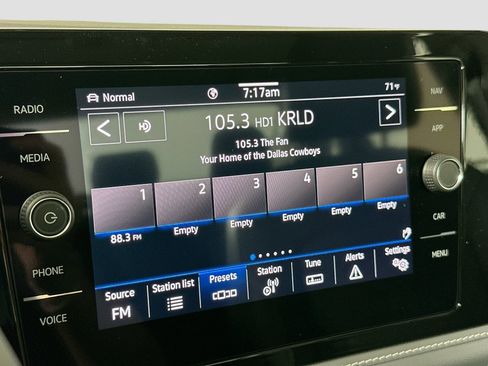 RADIO
MEDIA
PHONE
VOICE
Normal
7:17am
71°F
HD
105.3 HD1 KRLD
105.3 The Fan
Your Home of the Dallas Cowboys
1 2 3 4 5 6
88.3 FM Empty Empty Empty Empty Empty
Source Station list Presets Station Tune Alerts Settings
FM
NAV
APP
CAR
MENU